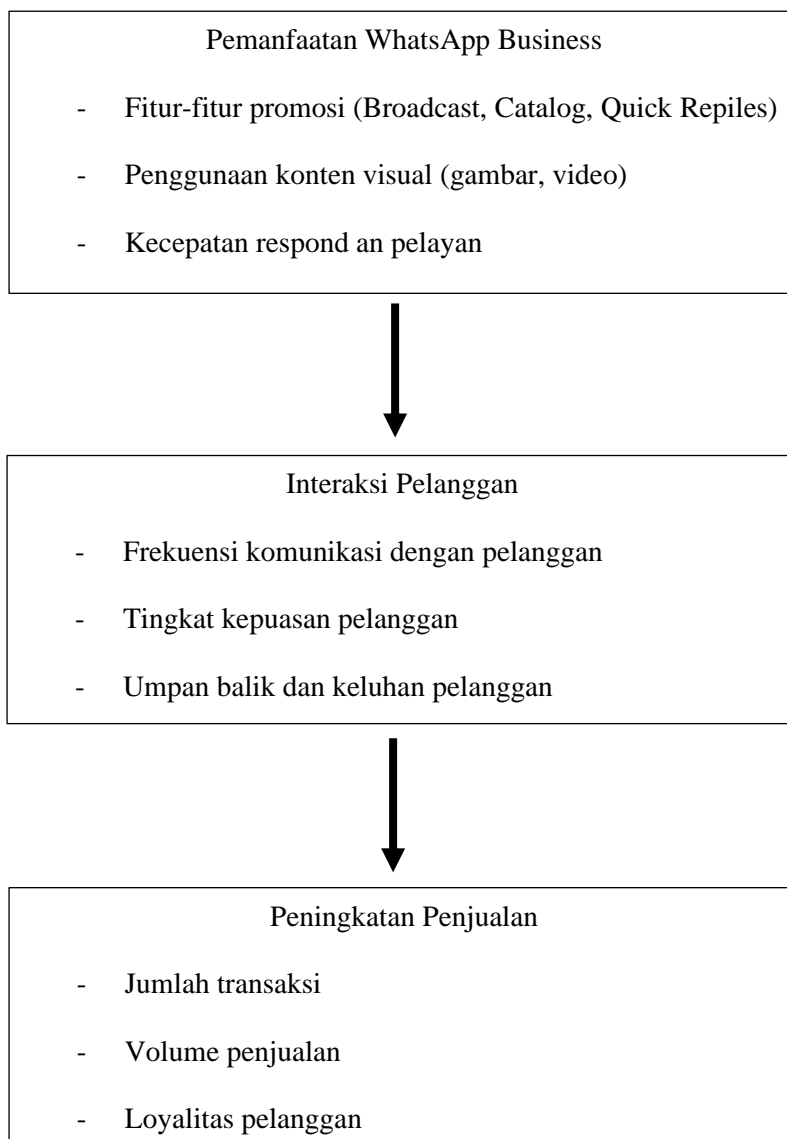 Pemanfaatan WhatsApp Business
- Fitur-fitur promosi (Broadcast, Catalog, Quick Repiles)
- Penggunaan konten visual (gambar, video)
- Kecepatan respond an pelayan
Interaksi Pelanggan
- Frekuensi komunikasi dengan pelanggan
- Tingkat kepuasan pelanggan
- Umpan balik dan keluhan pelanggan
Peningkatan Penjualan
- Jumlah transaksi
- Volume penjualan
- Loyalitas pelanggan